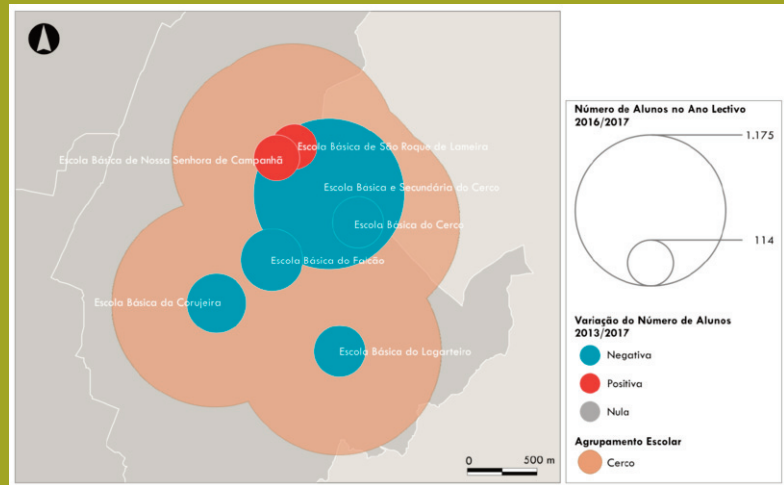 Escola Básica de São Roque de Lameira
Escola Básica de Nossa Senhora de Campanhã
Escola Básica e Secundária do Cerco
Escola Básica do Cerco
Escola Básica do Falcão
Escola Básica da Corujeira
Escola Básica do Lagarteiro
0 500 m
Número de Alunos no Ano Lectivo
2016/2017
1.175
114
Variação do Número de Alunos
2013/2017
Negativa
Positiva
Nula
Agrupamento Escolar
Cerco